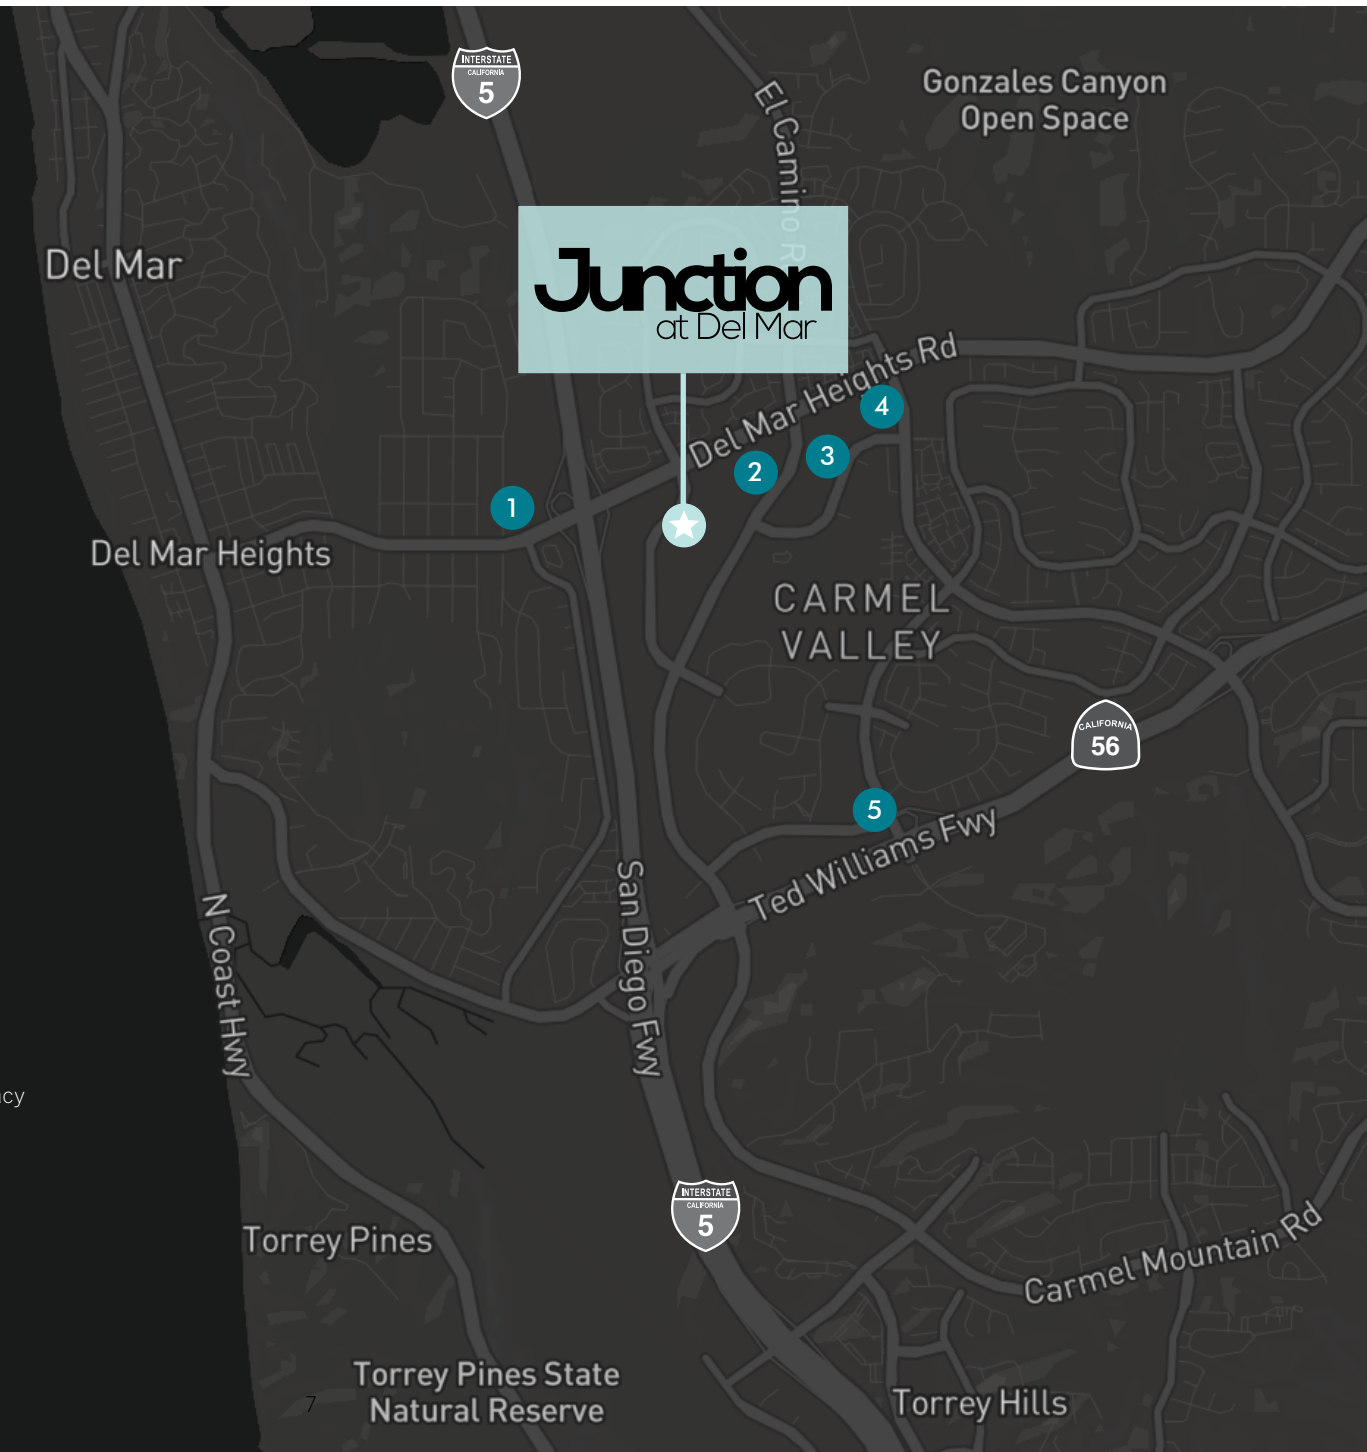 INTERSTATE
CALIFORNIA
5
El Camino R
Gonzales Canyon
Open Space
Del Mar
Junction
at Del Mar
Del Mar Heights Rd
4
3
2
1
Del Mar Heights
CARMEL
VALLEY
CALIFORNIA
56
5
Ted Williams Fwy
San Diego Fwy
N Coast Hwy
INTERSTATE
CALIFORNIA
5
Torrey Pines
Carmel Mountain Rd
Torrey Pines State
Natural Reserve
7
Torrey Hills